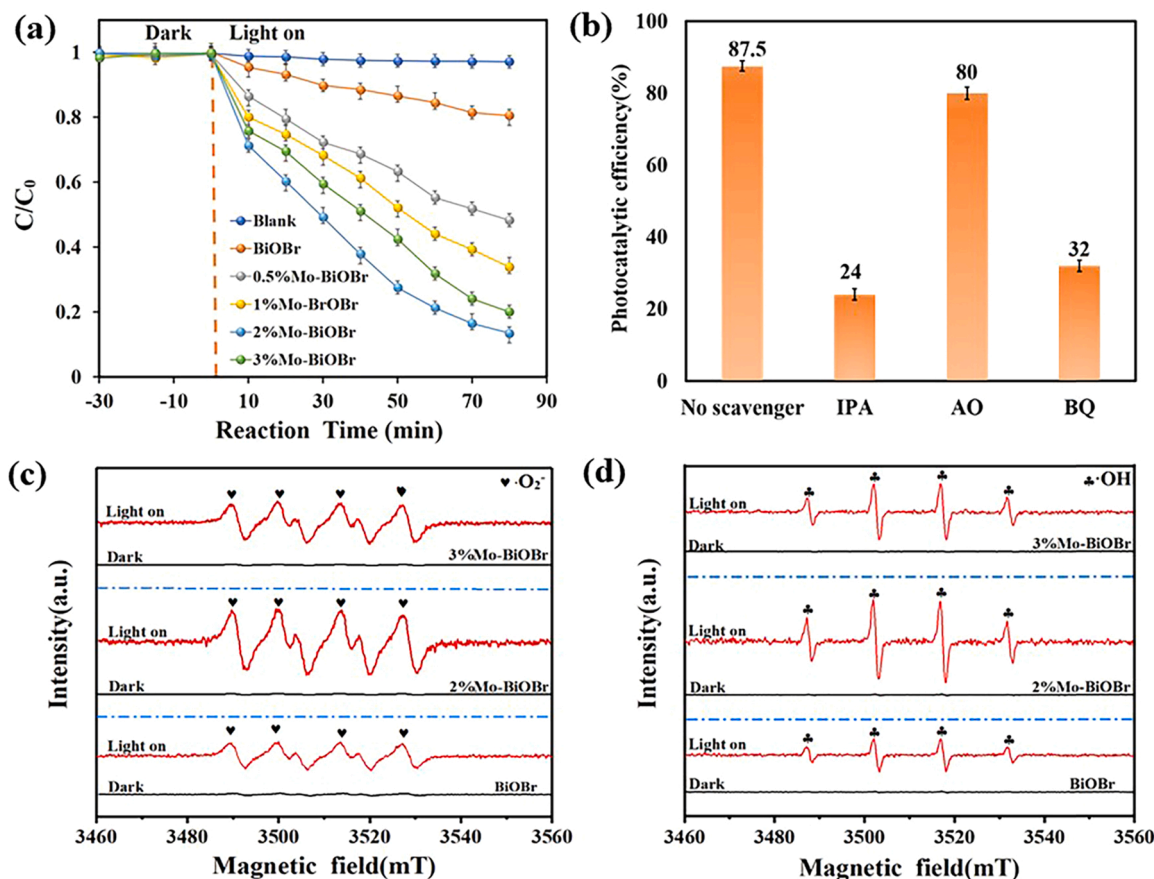 (a)
Dark
Light on
1
0.8
0.6
0.4
0.2
0
C/C₀
Blank
BiOBr
0.5%Mo-BiOBr
1%Mo-BrOBr
2%Mo-BiOBr
3%Mo-BiOBr
-30
-10
10
30
50
70
90
Reaction Time (min)
(b)
100
80
60
40
20
0
Photocatalytic efficiency(%)
87.5
24
80
32
No scavenger
IPA
AO
BQ
(c)
♥ ·O₂⁻
Light on
Dark
3%Mo-BiOBr
Light on
Dark
2%Mo-BiOBr
Light on
Dark
BiOBr
Intensity(a.u.)
3460
3480
3500
3520
3540
3560
Magnetic field(mT)
(d)
♣·OH
Light on
Dark
3%Mo-BiOBr
Light on
Dark
2%Mo-BiOBr
Light on
Dark
BiOBr
Intensity(a.u.)
3460
3480
3500
3520
3540
3560
Magnetic field(mT)